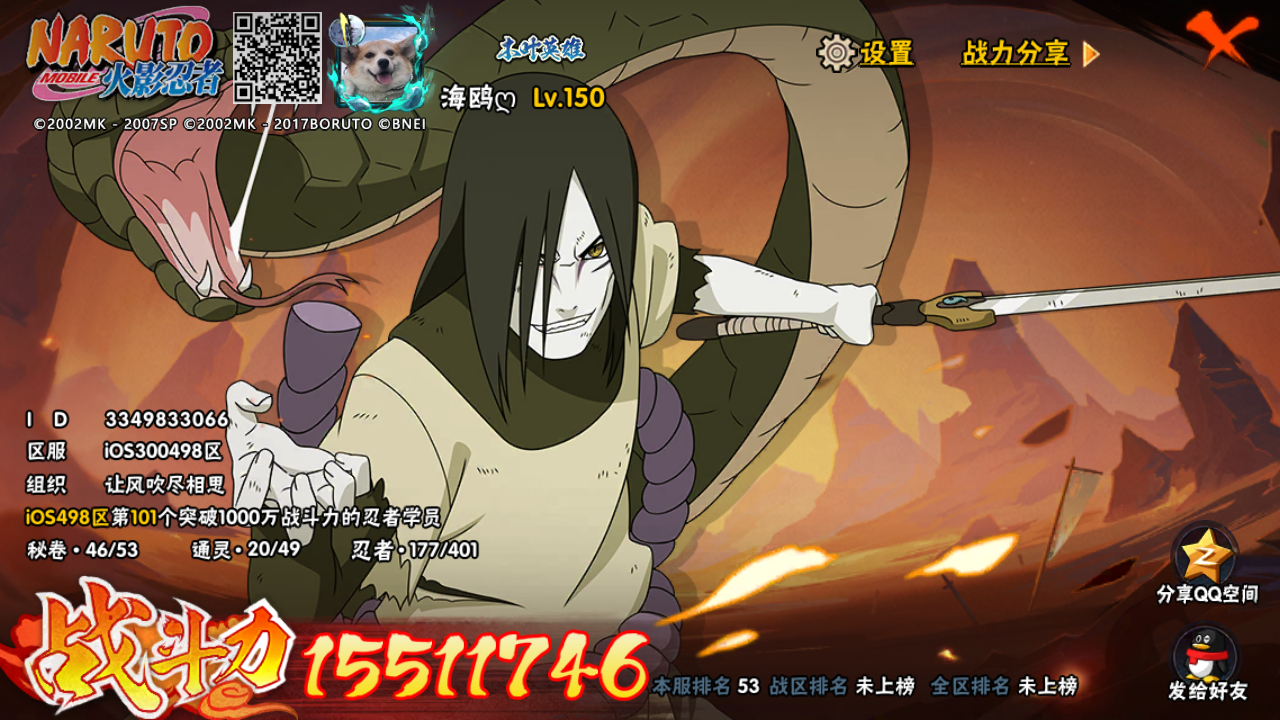 NARUTO
MOBILE 火影忍者
©2002MK - 2007SP ©2002MK - 2017BORUTO ©BNEI
木叶英雄
海鸥ღ Lv.150
设置 战力分享
I D 3349833066
区服 iOS300498区
组织 让风吹尽相思
iOS498区第101个突破1000万战斗力的忍者学员
秘卷·46/53 通灵·20/49 忍者·177/401
分享QQ空间
战斗力 15511746
本服排名 53 战区排名 未上榜 全区排名 未上榜
发给好友